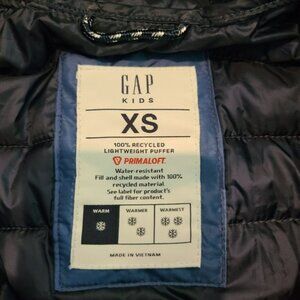 GAP
KIDS
XS
100% RECYCLED
LIGHTWEIGHT PUFFER
PRIMALOFT
Water-resistant
Fill and shell made with 100%
recycled material
See label for product's
full fiber content.
WARM WARMER WARMEST
MADE IN VIETNAM